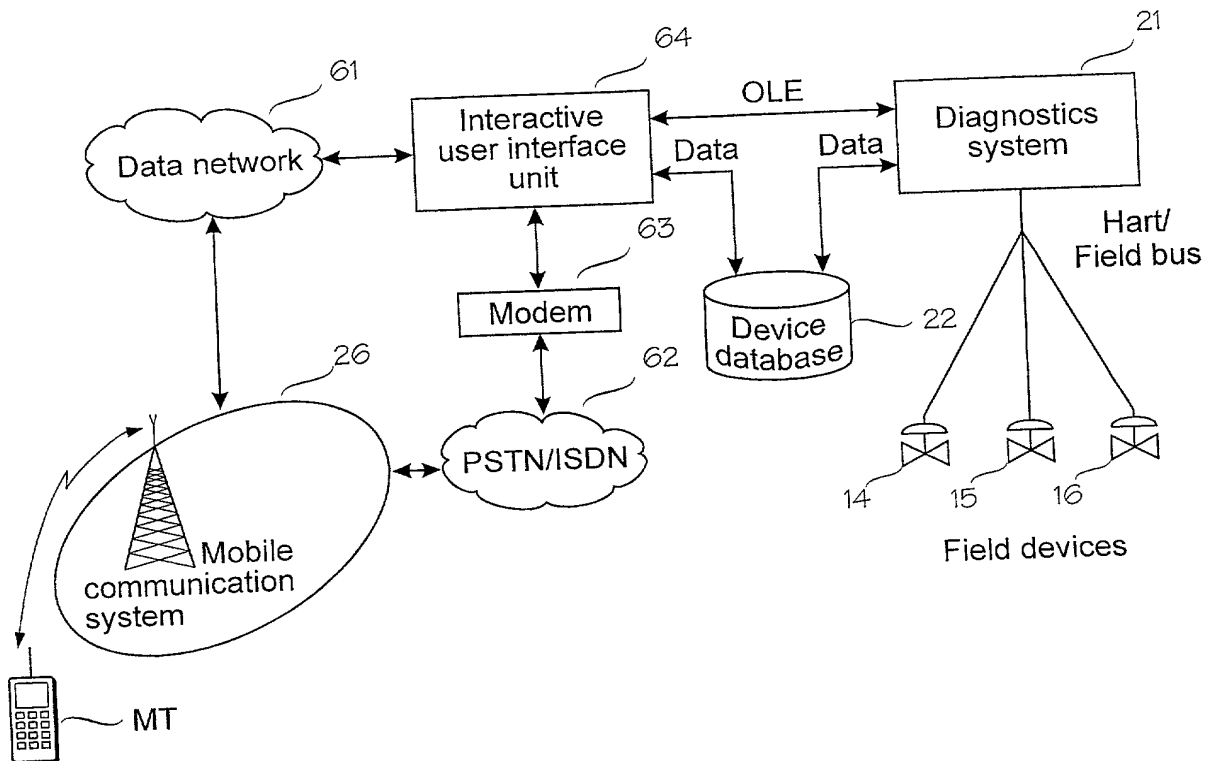 64
21
61
OLE
Interactive
user interface
unit
Diagnostics
system
Data
Data
Data network
63
Hart/
Field bus
Modem
Device
database
22
26
62
PSTN/ISDN
14
15
16
Mobile
communication
system
Field devices
MT